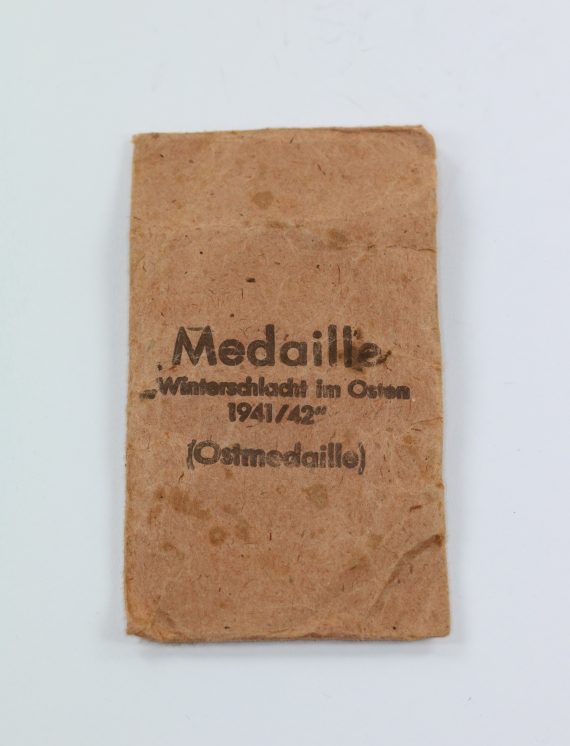 Medaille
„Winterschlacht im Osten
1941/42"
(Ostmedaille)